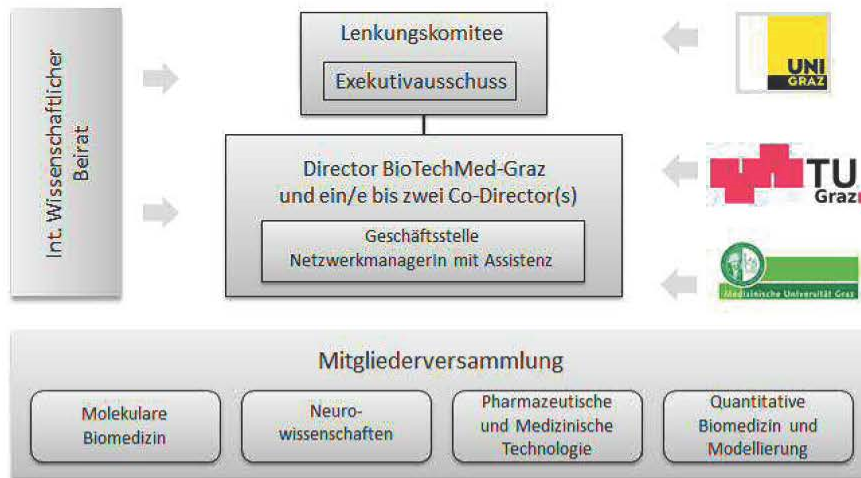 Int. Wissenschaftlicher
Beirat
Lenkungskomitee
Exekutivausschuss
Director BioTechMed-Graz
und ein/e bis zwei Co-Director(s)
Geschäftsstelle
NetzwerkmanagerIn mit Assistenz
UNI
GRAZ
TU
Graz
Medizinische Universität Graz
Mitgliederversammlung
Molekulare
Biomedizin
Neuro-
wissenschaften
Pharmazeutische
und Medizinische
Technologie
Quantitative
Biomedizin und
Modellierung